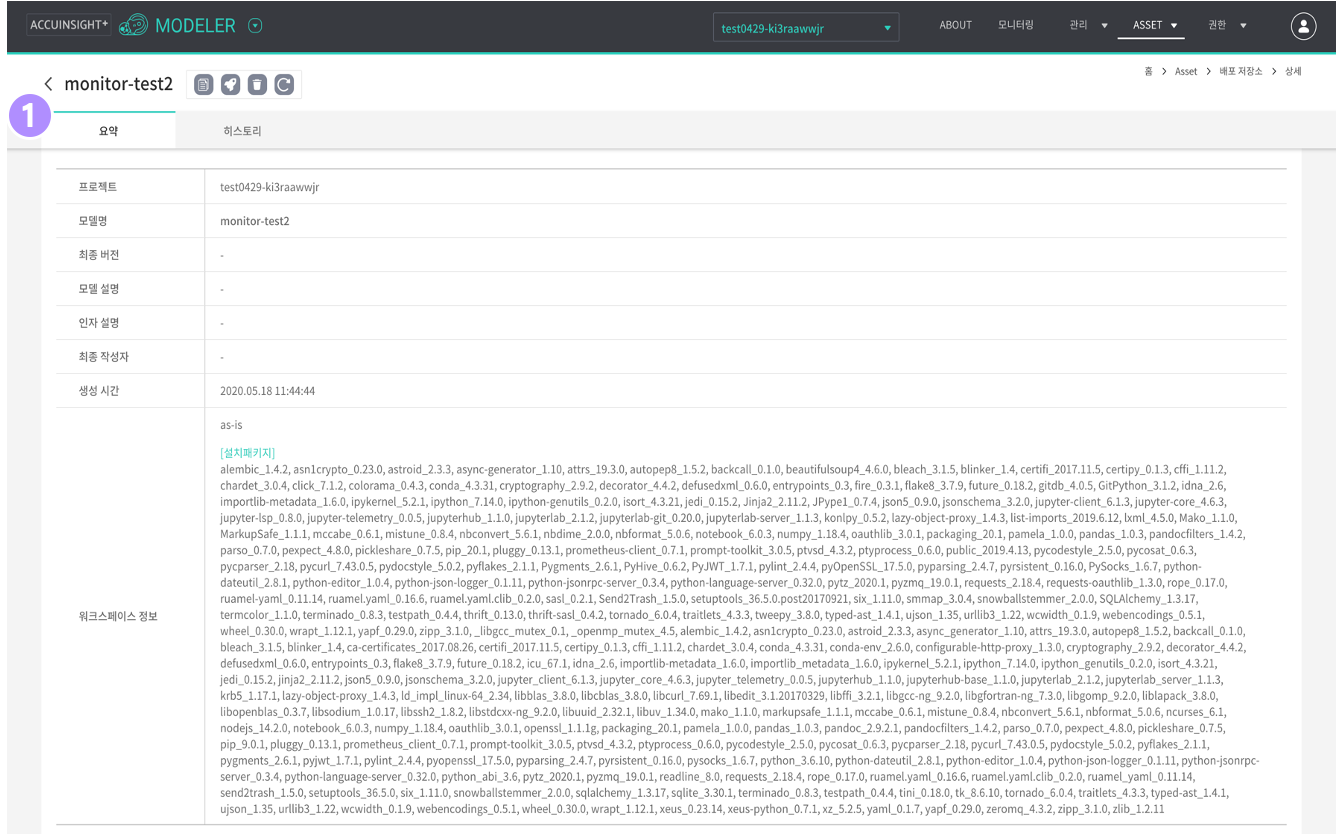 ACCUINSIGHT+ MODELER test0429-ki3raawwjr ABOUT 모니터링 관리 ASSET 권한
monitor-test2 홈 > Asset > 배포 저장소 > 상세
1
요약 히스토리
프로젝트 test0429-ki3raawwjr
모델명 monitor-test2
최종 버전 -
모델 설명 -
인자 설명 -
최종 작성자 -
생성 시간 2020.05.18 11:44:44
워크스페이스 정보
as-is
[설치패키지]
alembic_1.4.2, asn1crypto_0.23.0, astroid_2.3.3, async-generator_1.10, attrs_19.3.0, autopep8_1.5.2, backcall_0.1.0, beautifulsoup4_4.6.0, bleach_3.1.5, blinker_1.4, certifi_2017.11.5, certipy_0.1.3, cffi_1.11.2,
chardet_3.0.4, click_7.1.2, colorama_0.4.3, conda_4.3.31, cryptography_2.9.2, decorator_4.4.2, defusedxml_0.6.0, entrypoints_0.3, fire_0.3.1, flake8_3.7.9, future_0.18.2, gitdb_4.0.5, GitPython_3.1.2, idna_2.6,
importlib-metadata_1.6.0, ipykernel_5.2.1, ipython_7.14.0, ipython-genutils_0.2.0, isort_4.3.21, jedi_0.15.2, Jinja2_2.11.2, JPype1_0.7.4, json5_0.9.0, jsonschema_3.2.0, jupyter-client_6.1.3, jupyter-core_4.6.3,
jupyter-lsp_0.8.0, jupyter-telemetry_0.0.5, jupyterhub_1.1.0, jupyterlab_2.1.2, jupyterlab-git_0.20.0, jupyterlab-server_1.1.3, konlpy_0.5.2, lazy-object-proxy_1.4.3, list-imports_2019.6.12, lxml_4.5.0, Mako_1.1.0,
MarkupSafe_1.1.1, mccabe_0.6.1, mistune_0.8.4, nbconvert_5.6.1, nbdime_2.0.0, nbformat_5.0.6, notebook_6.0.3, numpy_1.18.4, oauthlib_3.0.1, packaging_20.1, pamela_1.0.0, pandas_1.0.3, pandocfilters_1.4.2,
parso_0.7.0, pexpect_4.8.0, pickleshare_0.7.5, pip_20.1, pluggy_0.13.1, prometheus-client_0.7.1, prompt-toolkit_3.0.5, ptvsd_4.3.2, ptyprocess_0.6.0, public_2019.4.13, pycodestyle_2.5.0, pycosat_0.6.3,
pycparser_2.18, pycurl_7.43.0.5, pydocstyle_5.0.2, pyflakes_2.1.1, Pygments_2.6.1, PyHive_0.6.2, PyJWT_1.7.1, pylint_2.4.4, pyOpenSSL_17.5.0, pyparsing_2.4.7, pyrsistent_0.16.0, PySocks_1.6.7, python-
dateutil_2.8.1, python-editor_1.0.4, python-json-logger_0.1.11, python-jsonrpc-server_0.3.4, python-language-server_0.32.0, pytz_2020.1, pyzmq_19.0.1, requests_2.18.4, requests-oauthlib_1.3.0, rope_0.17.0,
ruamel-yaml_0.11.14, ruamel.yaml_0.16.6, ruamel.yaml.clib_0.2.0, sasl_0.2.1, Send2Trash_1.5.0, setuptools_36.5.0.post20170921, six_1.11.0, smmap_3.0.4, snowballstemmer_2.0.0, SQLAlchemy_1.3.17,
termcolor_1.1.0, terminado_0.8.3, testpath_0.4.4, thrift_0.13.0, thrift-sasl_0.4.2, tornado_6.0.4, traitlets_4.3.3, tweepy_3.8.0, typed-ast_1.4.1, ujson_1.35, urllib3_1.22, wcwidth_0.1.9, webencodings_0.5.1,
wheel_0.30.0, wrapt_1.12.1, yapf_0.29.0, zipp_3.1.0, _libgcc_mutex_0.1, _openmp_mutex_4.5, alembic_1.4.2, asn1crypto_0.23.0, astroid_2.3.3, async_generator_1.10, attrs_19.3.0, autopep8_1.5.2, backcall_0.1.0,
bleach_3.1.5, blinker_1.4, ca-certificates_2017.08.26, certifi_2017.11.5, certipy_0.1.3, cffi_1.11.2, chardet_3.0.4, conda_4.3.31, conda-env_2.6.0, configurable-http-proxy_1.3.0, cryptography_2.9.2, decorator_4.4.2,
defusedxml_0.6.0, entrypoints_0.3, flake8_3.7.9, future_0.18.2, icu_67.1, idna_2.6, importlib-metadata_1.6.0, importlib_metadata_1.6.0, ipykernel_5.2.1, ipython_7.14.0, ipython_genutils_0.2.0, isort_4.3.21,
jedi_0.15.2, jinja2_2.11.2, json5_0.9.0, jsonschema_3.2.0, jupyter_client_6.1.3, jupyter_core_4.6.3, jupyter_telemetry_0.0.5, jupyterhub_1.1.0, jupyterhub-base_1.1.0, jupyterlab_2.1.2, jupyterlab_server_1.1.3,
krb5_1.17.1, lazy-object-proxy_1.4.3, ld_impl_linux-64_2.34, libblas_3.8.0, libcblas_3.8.0, libcurl_7.69.1, libedit_3.1.20170329, libffi_3.2.1, libgcc-ng_9.2.0, libgfortran-ng_7.3.0, libgomp_9.2.0, liblapack_3.8.0,
libopenblas_0.3.7, libsodium_1.0.17, libssh2_1.8.2, libstdcxx-ng_9.2.0, libuuid_2.32.1, libuv_1.34.0, mako_1.1.0, markupsafe_1.1.1, mccabe_0.6.1, mistune_0.8.4, nbconvert_5.6.1, nbformat_5.0.6, ncurses_6.1,
nodejs_14.2.0, notebook_6.0.3, numpy_1.18.4, oauthlib_3.0.1, openssl_1.1.1g, packaging_20.1, pamela_1.0.0, pandas_1.0.3, pandoc_2.9.2.1, pandocfilters_1.4.2, parso_0.7.0, pexpect_4.8.0, pickleshare_0.7.5,
pip_9.0.1, pluggy_0.13.1, prometheus_client_0.7.1, prompt-toolkit_3.0.5, ptvsd_4.3.2, ptyprocess_0.6.0, pycodestyle_2.5.0, pycosat_0.6.3, pycparser_2.18, pycurl_7.43.0.5, pydocstyle_5.0.2, pyflakes_2.1.1,
pygments_2.6.1, pyjwt_1.7.1, pylint_2.4.4, pyopenssl_17.5.0, pyparsing_2.4.7, pyrsistent_0.16.0, pysocks_1.6.7, python_3.6.10, python-dateutil_2.8.1, python-editor_1.0.4, python-json-logger_0.1.11, python-jsonrpc-
server_0.3.4, python-language-server_0.32.0, python_abi_3.6, pytz_2020.1, pyzmq_19.0.1, readline_8.0, requests_2.18.4, rope_0.17.0, ruamel.yaml_0.16.6, ruamel.yaml.clib_0.2.0, ruamel_yaml_0.11.14,
send2trash_1.5.0, setuptools_36.5.0, six_1.11.0, snowballstemmer_2.0.0, sqlalchemy_1.3.17, sqlite_3.30.1, terminado_0.8.3, testpath_0.4.4, tini_0.18.0, tk_8.6.10, tornado_6.0.4, traitlets_4.3.3, typed-ast_1.4.1,
ujson_1.35, urllib3_1.22, wcwidth_0.1.9, webencodings_0.5.1, wheel_0.30.0, wrapt_1.12.1, xeus_0.23.14, xeus-python_0.7.1, xz_5.2.5, yaml_0.1.7, yapf_0.29.0, zeromq_4.3.2, zipp_3.1.0, zlib_1.2.11